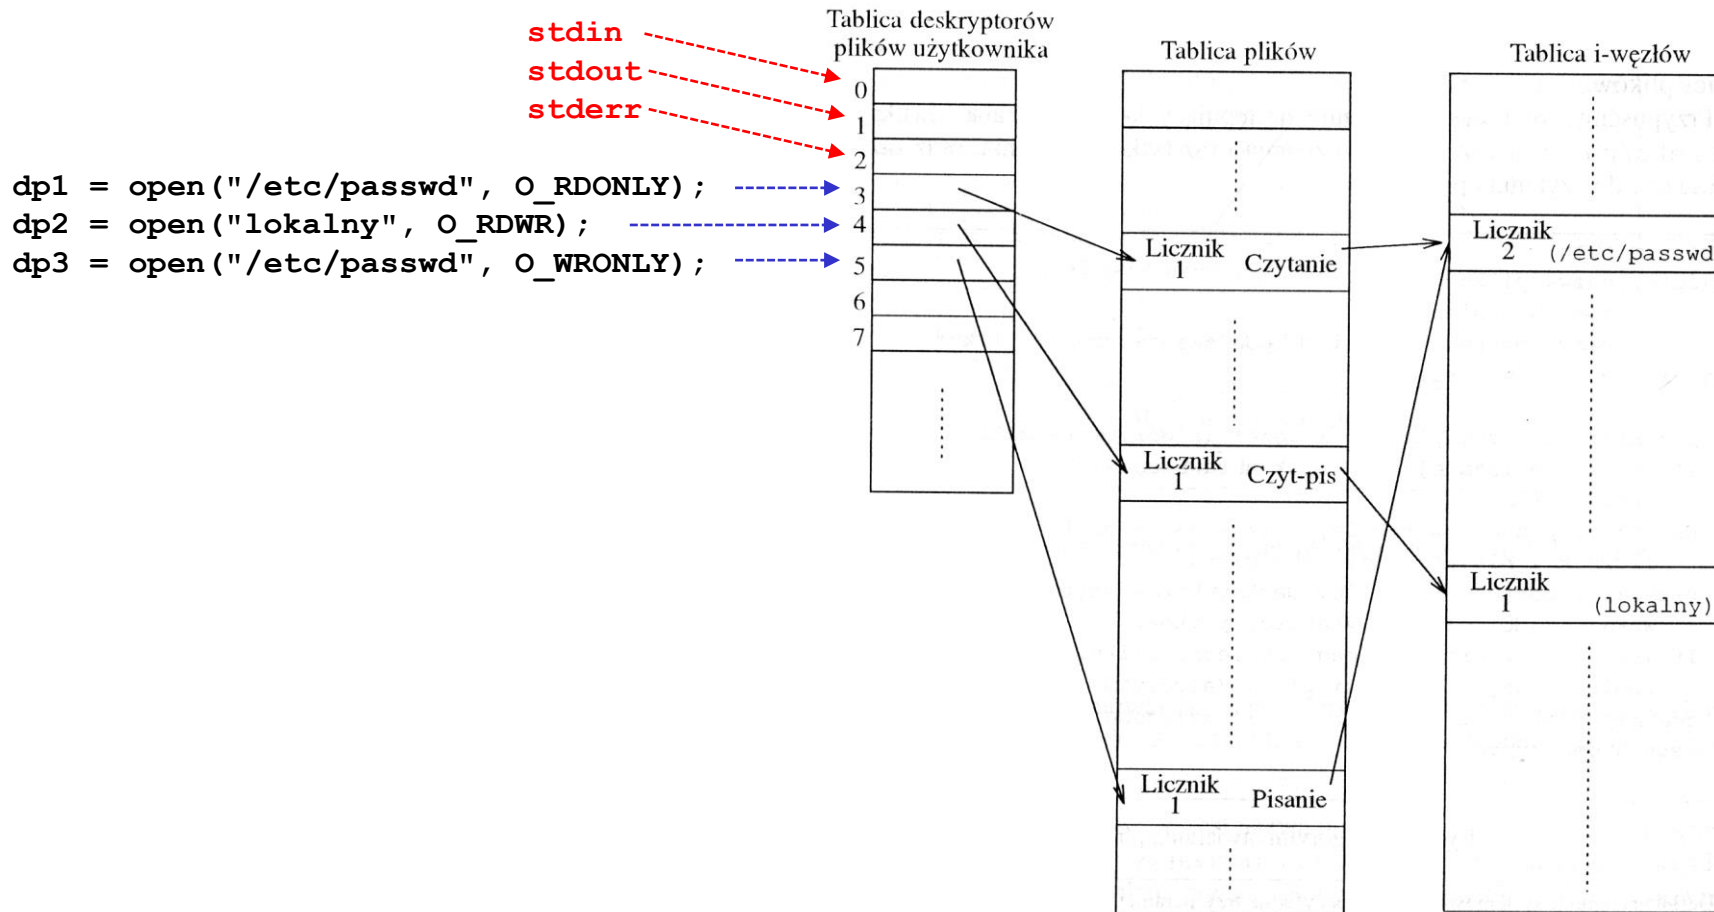 stdin
stdout
stderr
dp1 = open("/etc/passwd", O_RDONLY);
dp2 = open("lokalny", O_RDWR);
dp3 = open("/etc/passwd", O_WRONLY);
Tablica deskryptorów
plików użytkownika
0
1
2
3
4
5
6
7
Tablica plików
Licznik
1 Czytanie
Licznik
1 Czyt-pis
Licznik
1 Pisanie
Tablica i-węzłów
Licznik
2 (/etc/passwd
Licznik
1 (lokalny)